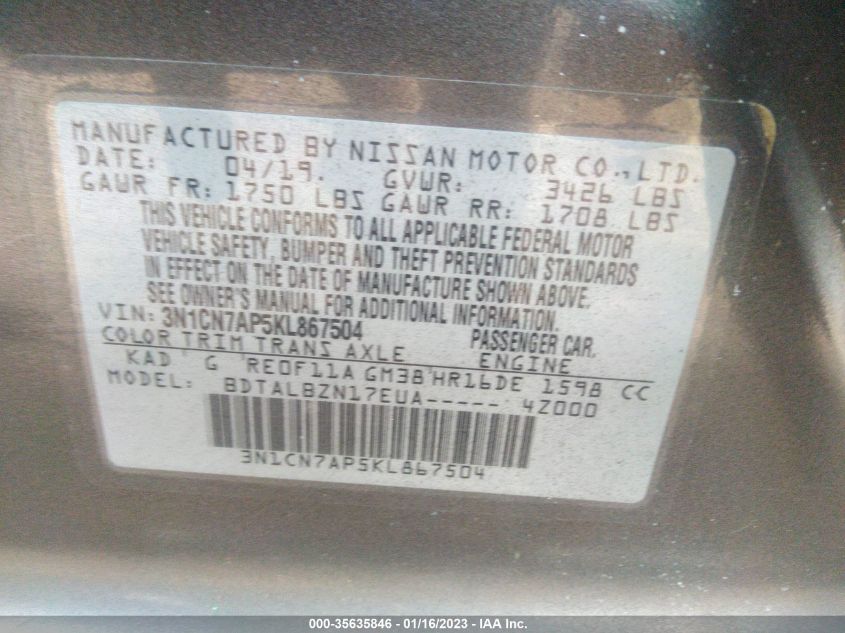 MANUFACTURED BY NISSAN MOTOR CO., LTD.
DATE: 04/19. GVWR: 3426 LBS
GAWR FR: 1750 LBS GAWR RR: 1708 LBS
THIS VEHICLE CONFORMS TO ALL APPLICABLE FEDERAL MOTOR
VEHICLE SAFETY, BUMPER AND THEFT PREVENTION STANDARDS
IN EFFECT ON THE DATE OF MANUFACTURE SHOWN ABOVE.
SEE OWNER'S MANUAL FOR ADDITIONAL INFORMATION.
VIN: 3N1CN7AP5KL867504 PASSENGER CAR.
COLOR TRIM TRANS AXLE ENGINE
KAD G RE0F11A GM38 HR16DE 1598 CC
MODEL: BDTALBZN17EUA----- 4Z000
3N1CN7AP5KL867504
000-35635846 - 01/16/2023 - IAA Inc.